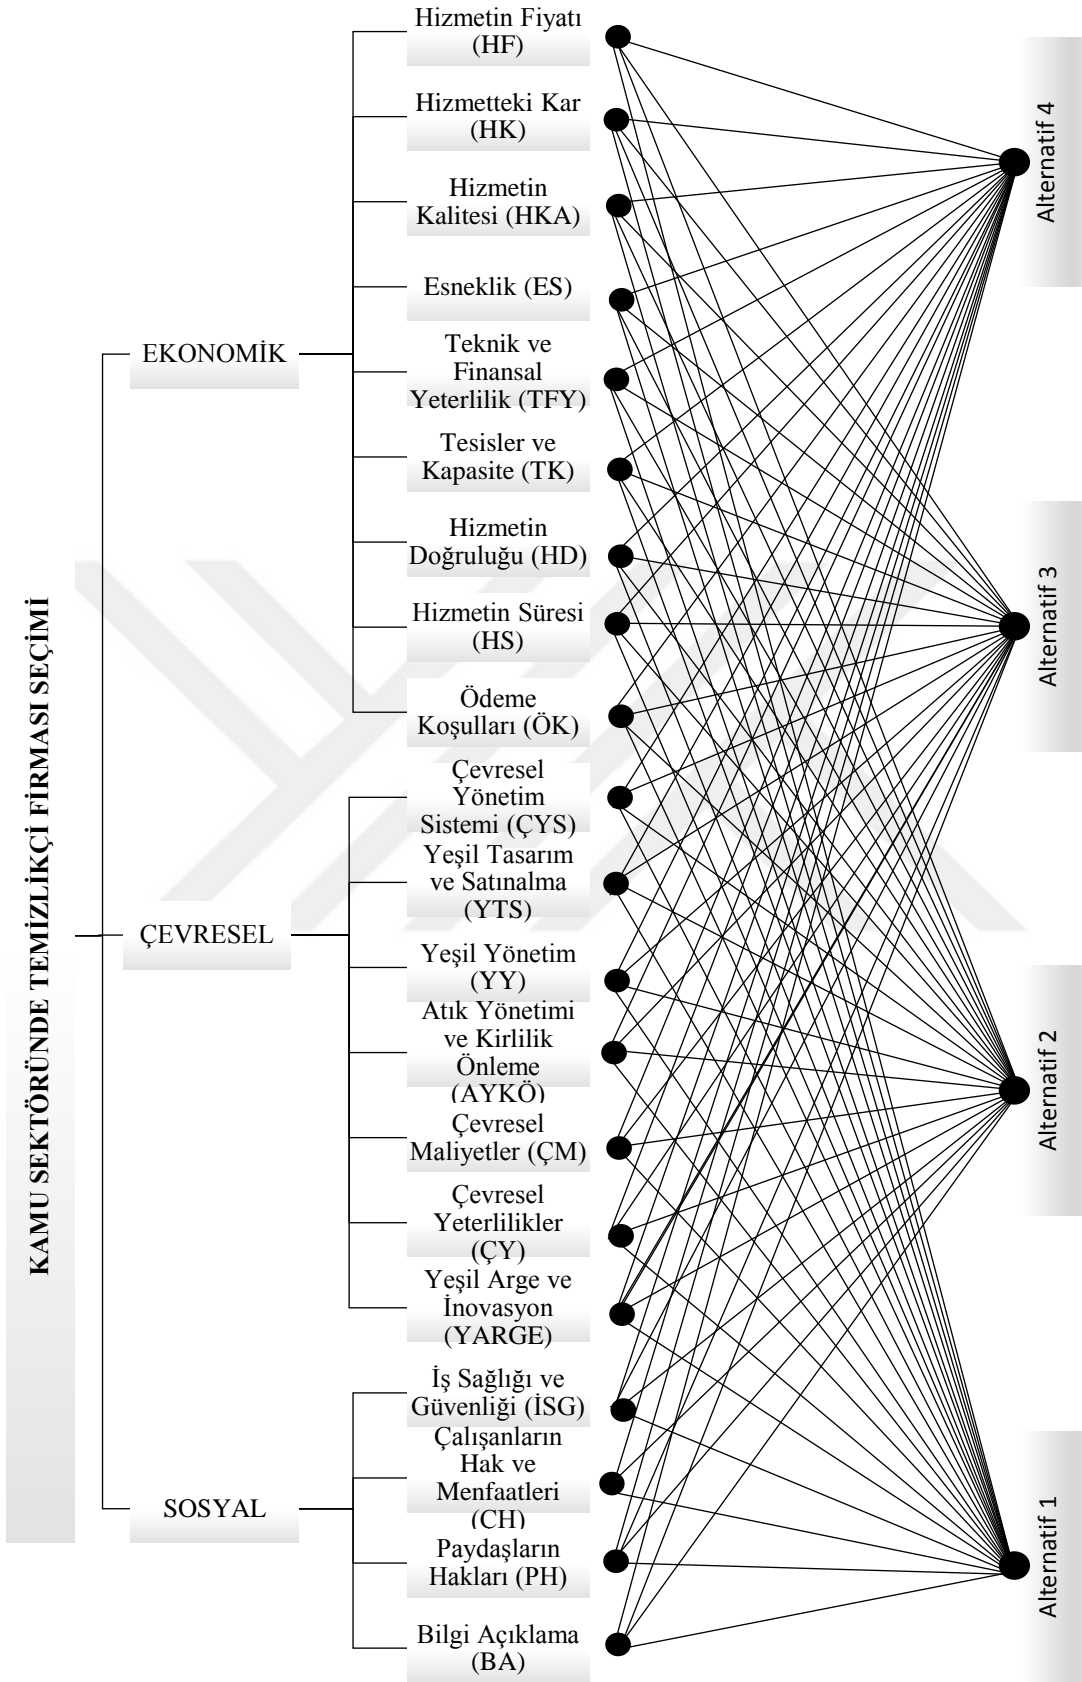 KAMU SEKTÖRÜNDE TEMİZLİKÇİ FİRMASI SEÇİMİ
EKONOMİK
Hizmetin Fiyatı
(HF)
Hizmetteki Kar
(HK)
Hizmetin
Kalitesi (HKA)
Esneklik (ES)
Teknik ve
Finansal
Yeterlilik (TFY)
Tesisler ve
Kapasite (TK)
Hizmetin
Doğruluğu (HD)
Hizmetin Süresi
(HS)
Ödeme
Koşulları (ÖK)
ÇEVRESEL
Çevresel
Yönetim
Sistemi (ÇYS)
Yeşil Tasarım
ve Satınalma
(YTS)
Yeşil Yönetim
(YY)
Atık Yönetimi
ve Kirlilik
Önleme
(AYKÖ)
Çevresel
Maliyetler (ÇM)
Çevresel
Yeterlilikler
(ÇY)
Yeşil Arge ve
İnovasyon
(YARGE)
SOSYAL
İş Sağlığı ve
Güvenliği (İSG)
Çalışanların
Hak ve
Menfaatleri
(CH)
Paydaşların
Hakları (PH)
Bilgi Açıklama
(BA)
Alternatif 4
Alternatif 3
Alternatif 2
Alternatif 1